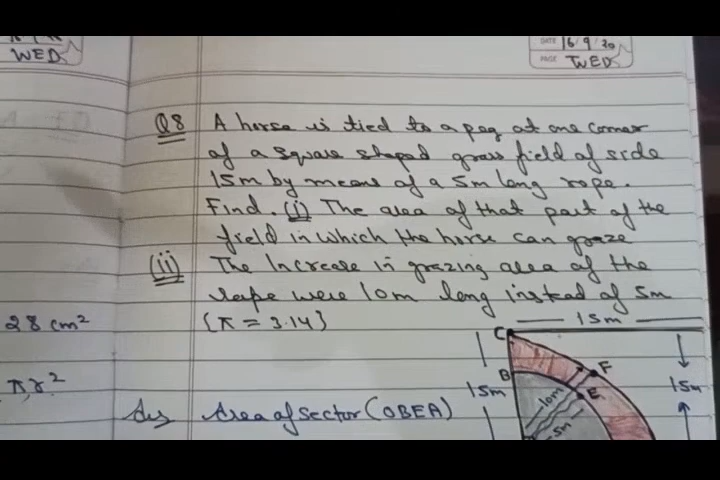 WED
DATE 16/9/20
PAGE WED
Q8 A horse is tied to a peg at one corner
of a square shaped grass field of side
15m by means of a 5m long rope.
Find. (i) The area of that part of the
field in which the horse can graze
(ii) The Increase in grazing area of the
rope were 10m long instead of 5m
(π = 3.14}
28 cm²
πr²
15m
C
B
F
E
15m
15m
10m
5m
Area of sector (OBEA)